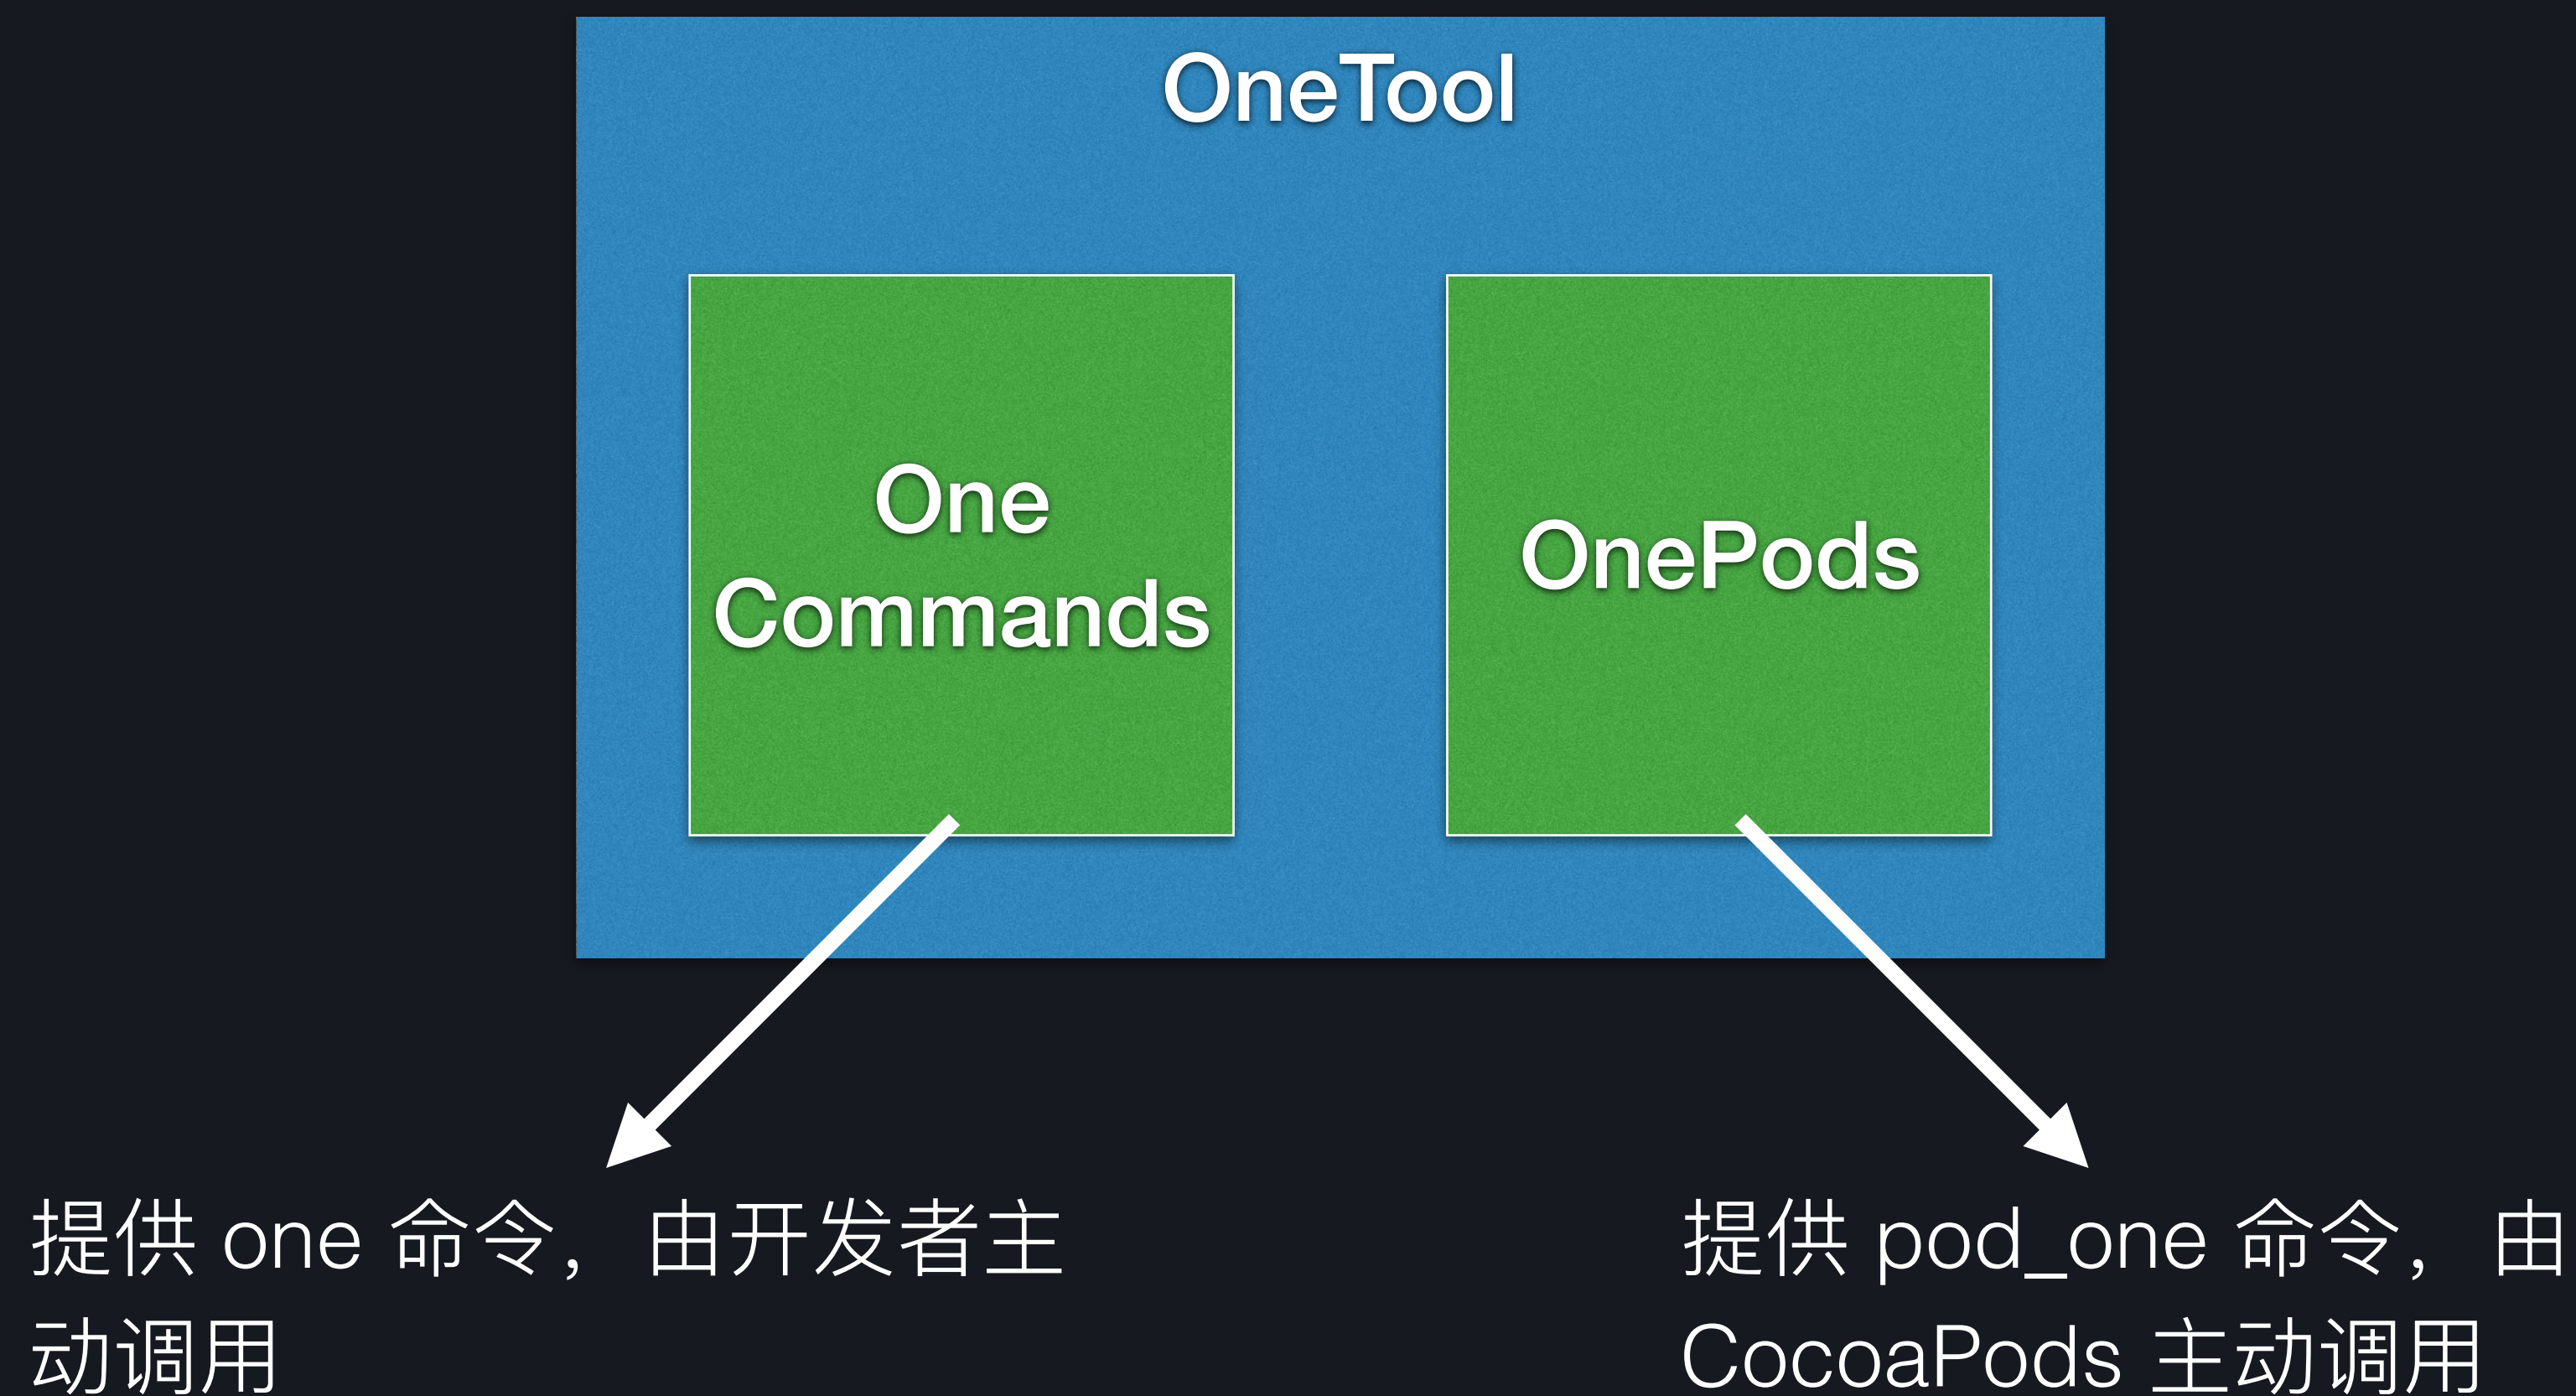 OneTool
One
Commands
OnePods
提供 one 命令，由开发者主
动调用
提供 pod_one 命令，由
CocoaPods 主动调用